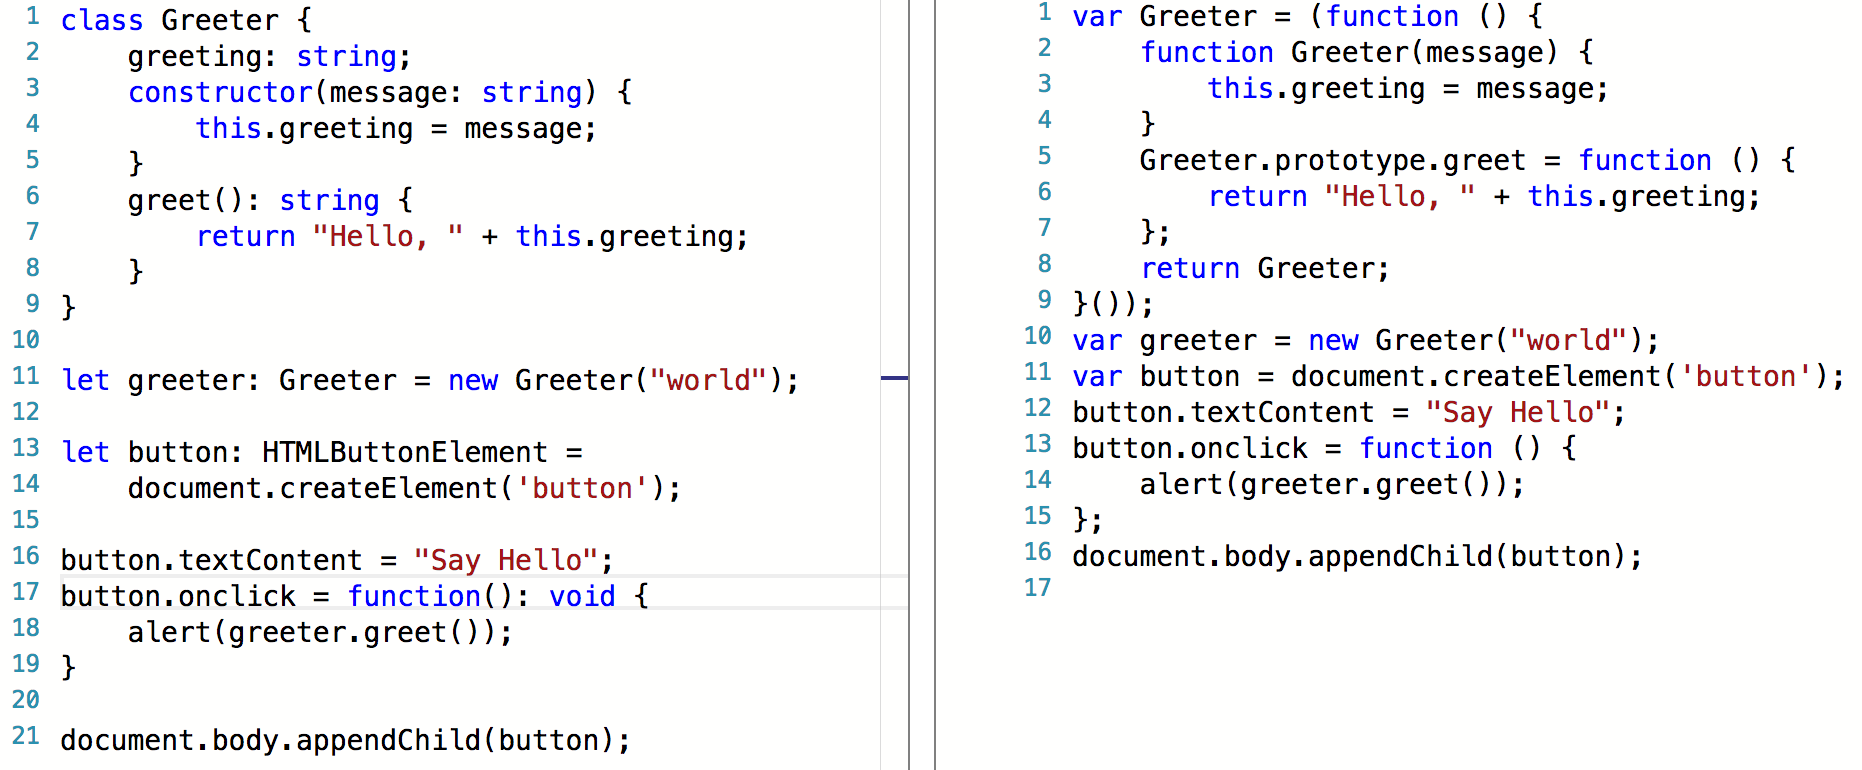 1 class Greeter {
2     greeting: string;
3     constructor(message: string) {
4         this.greeting = message;
5     }
6     greet(): string {
7         return "Hello, " + this.greeting;
8     }
9 }
10
11 let greeter: Greeter = new Greeter("world");
12
13 let button: HTMLButtonElement =
14     document.createElement('button');
15
16 button.textContent = "Say Hello";
17 button.onclick = function(): void {
18     alert(greeter.greet());
19 }
20
21 document.body.appendChild(button);
1 var Greeter = (function () {
2     function Greeter(message) {
3         this.greeting = message;
4     }
5     Greeter.prototype.greet = function () {
6         return "Hello, " + this.greeting;
7     };
8     return Greeter;
9 }());
10 var greeter = new Greeter("world");
11 var button = document.createElement('button');
12 button.textContent = "Say Hello";
13 button.onclick = function () {
14     alert(greeter.greet());
15 };
16 document.body.appendChild(button);
17